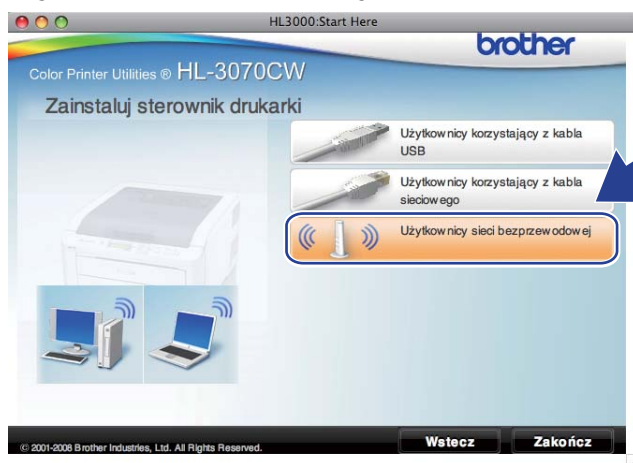 HL3000:Start Here
brother
Color Printer Utilities ® HL-3070CW
Zainstaluj sterownik drukarki
Użytkownicy korzystający z kabla
USB
Użytkownicy korzystający z kabla
sieciowego
Użytkownicy sieci bezprzewodowej
© 2001-2008 Brother Industries, Ltd. All Rights Reserved.
Wstecz
Zakończ